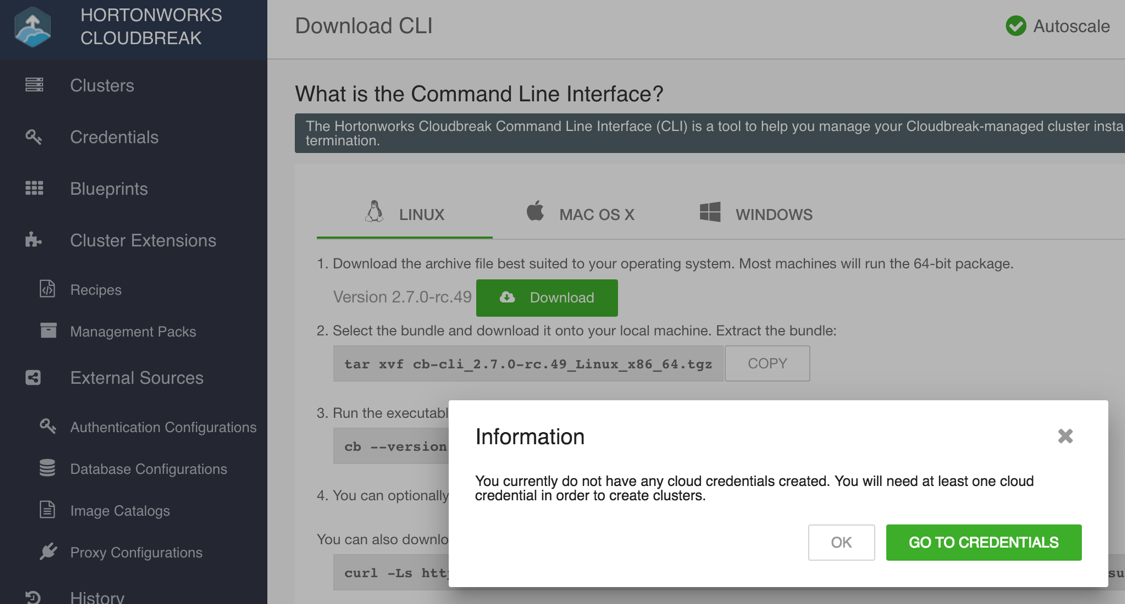 HORTONWORKS
CLOUDBREAK
Clusters
Credentials
Blueprints
Cluster Extensions
Recipes
Management Packs
External Sources
Authentication Configurations
Database Configurations
Image Catalogs
Proxy Configurations
History
Download CLI
Autoscale
What is the Command Line Interface?
The Hortonworks Cloudbreak Command Line Interface (CLI) is a tool to help you manage your Cloudbreak-managed cluster insta
termination.
LINUX MAC OS X WINDOWS
1. Download the archive file best suited to your operating system. Most machines will run the 64-bit package.
Version 2.7.0-rc.49 Download
2. Select the bundle and download it onto your local machine. Extract the bundle:
tar xvf cb-cli_2.7.0-rc.49_Linux_x86_64.tgz COPY
3. Run the executabl
cb --version
4. You can optionally
You can also downlo
curl -Ls htt
su
Information
You currently do not have any cloud credentials created. You will need at least one cloud
credential in order to create clusters.
OK GO TO CREDENTIALS